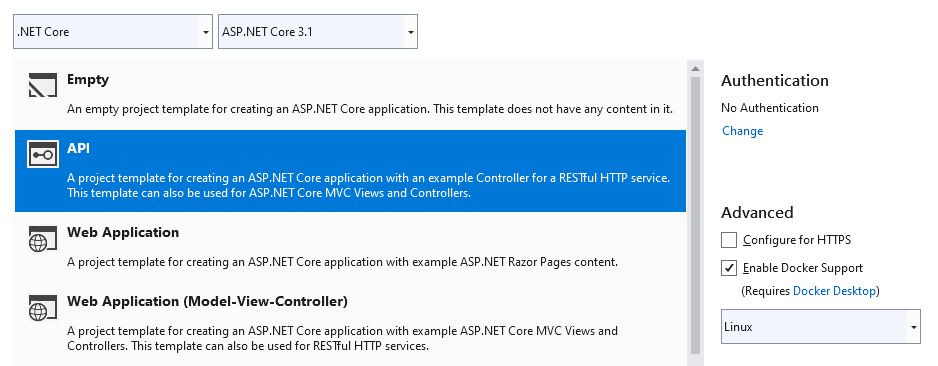 .NET Core
ASP.NET Core 3.1
Empty
An empty project template for creating an ASP.NET Core application. This template does not have any content in it.
API
A project template for creating an ASP.NET Core application with an example Controller for a RESTful HTTP service.
This template can also be used for ASP.NET Core MVC Views and Controllers.
Web Application
A project template for creating an ASP.NET Core application with example ASP.NET Razor Pages content.
Web Application (Model-View-Controller)
A project template for creating an ASP.NET Core application with example ASP.NET Core MVC Views and
Controllers. This template can also be used for RESTful HTTP services.
Authentication
No Authentication
Change
Advanced
Configure for HTTPS
Enable Docker Support
(Requires Docker Desktop)
Linux